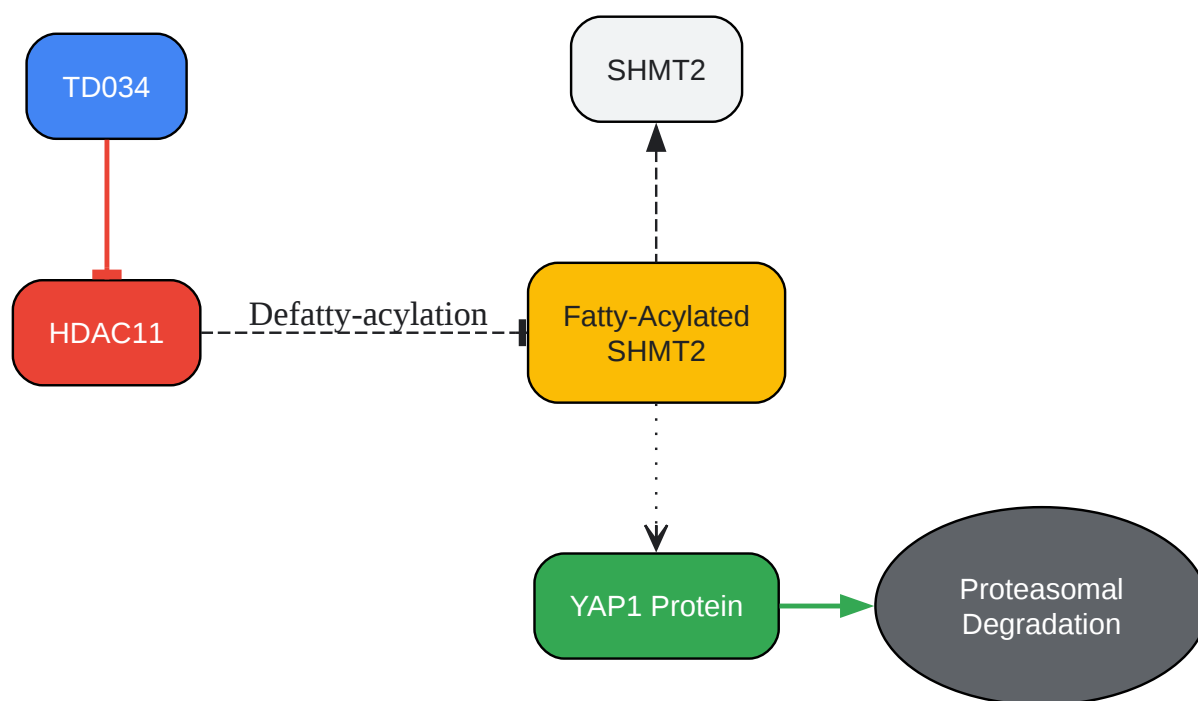 TD034
SHMT2
HDAC11
Defatty-acylation
Fatty-Acylated
SHMT2
YAP1 Protein
Proteasomal
Degradation